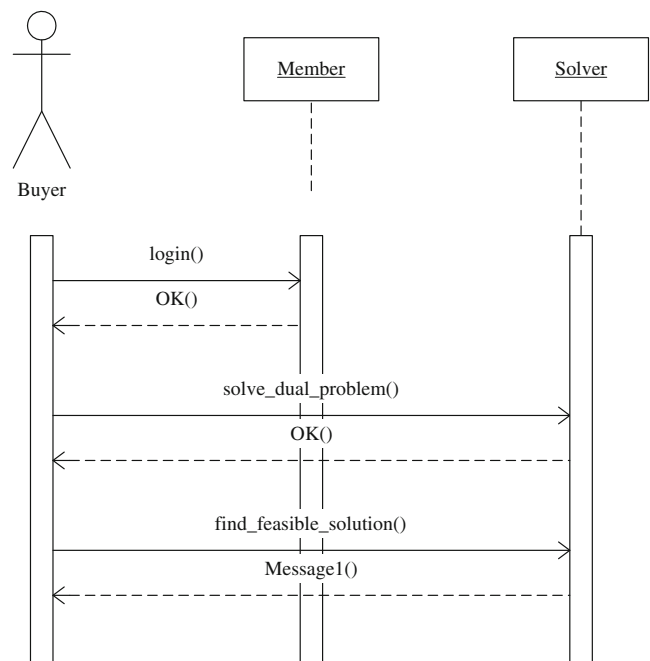 Member
Solver
Buyer
login()
OK()
solve_dual_problem()
OK()
find_feasible_solution()
Message1()